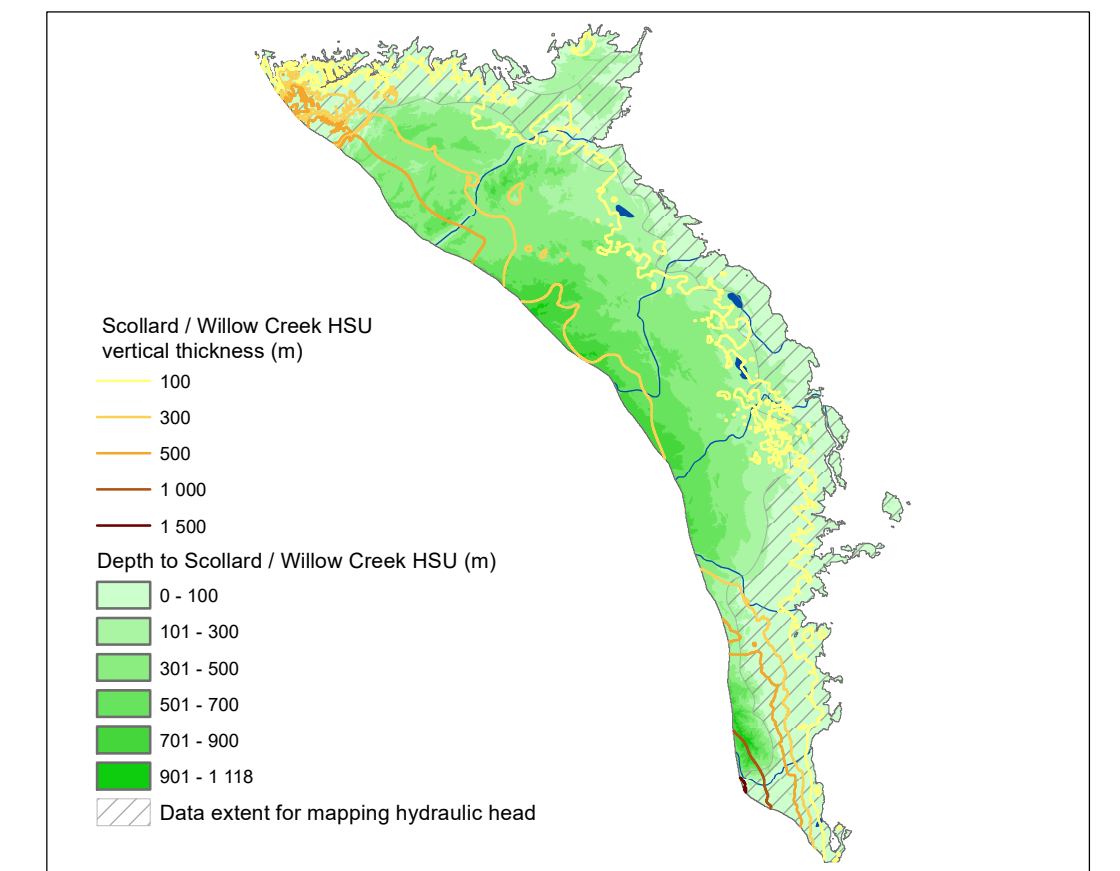 Scollard / Willow Creek HSU
vertical thickness (m)
100
300
500
1 000
1 500
Depth to Scollard / Willow Creek HSU (m)
0 - 100
101 - 300
301 - 500
501 - 700
701 - 900
901 - 1 118
Data extent for mapping hydraulic head